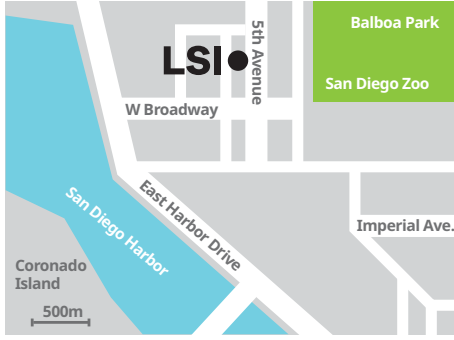 Balboa Park
5th Avenue
LSI
San Diego Zoo
W Broadway
East Harbor Drive
San Diego Harbor
Imperial Ave.
Coronado
Island
500m